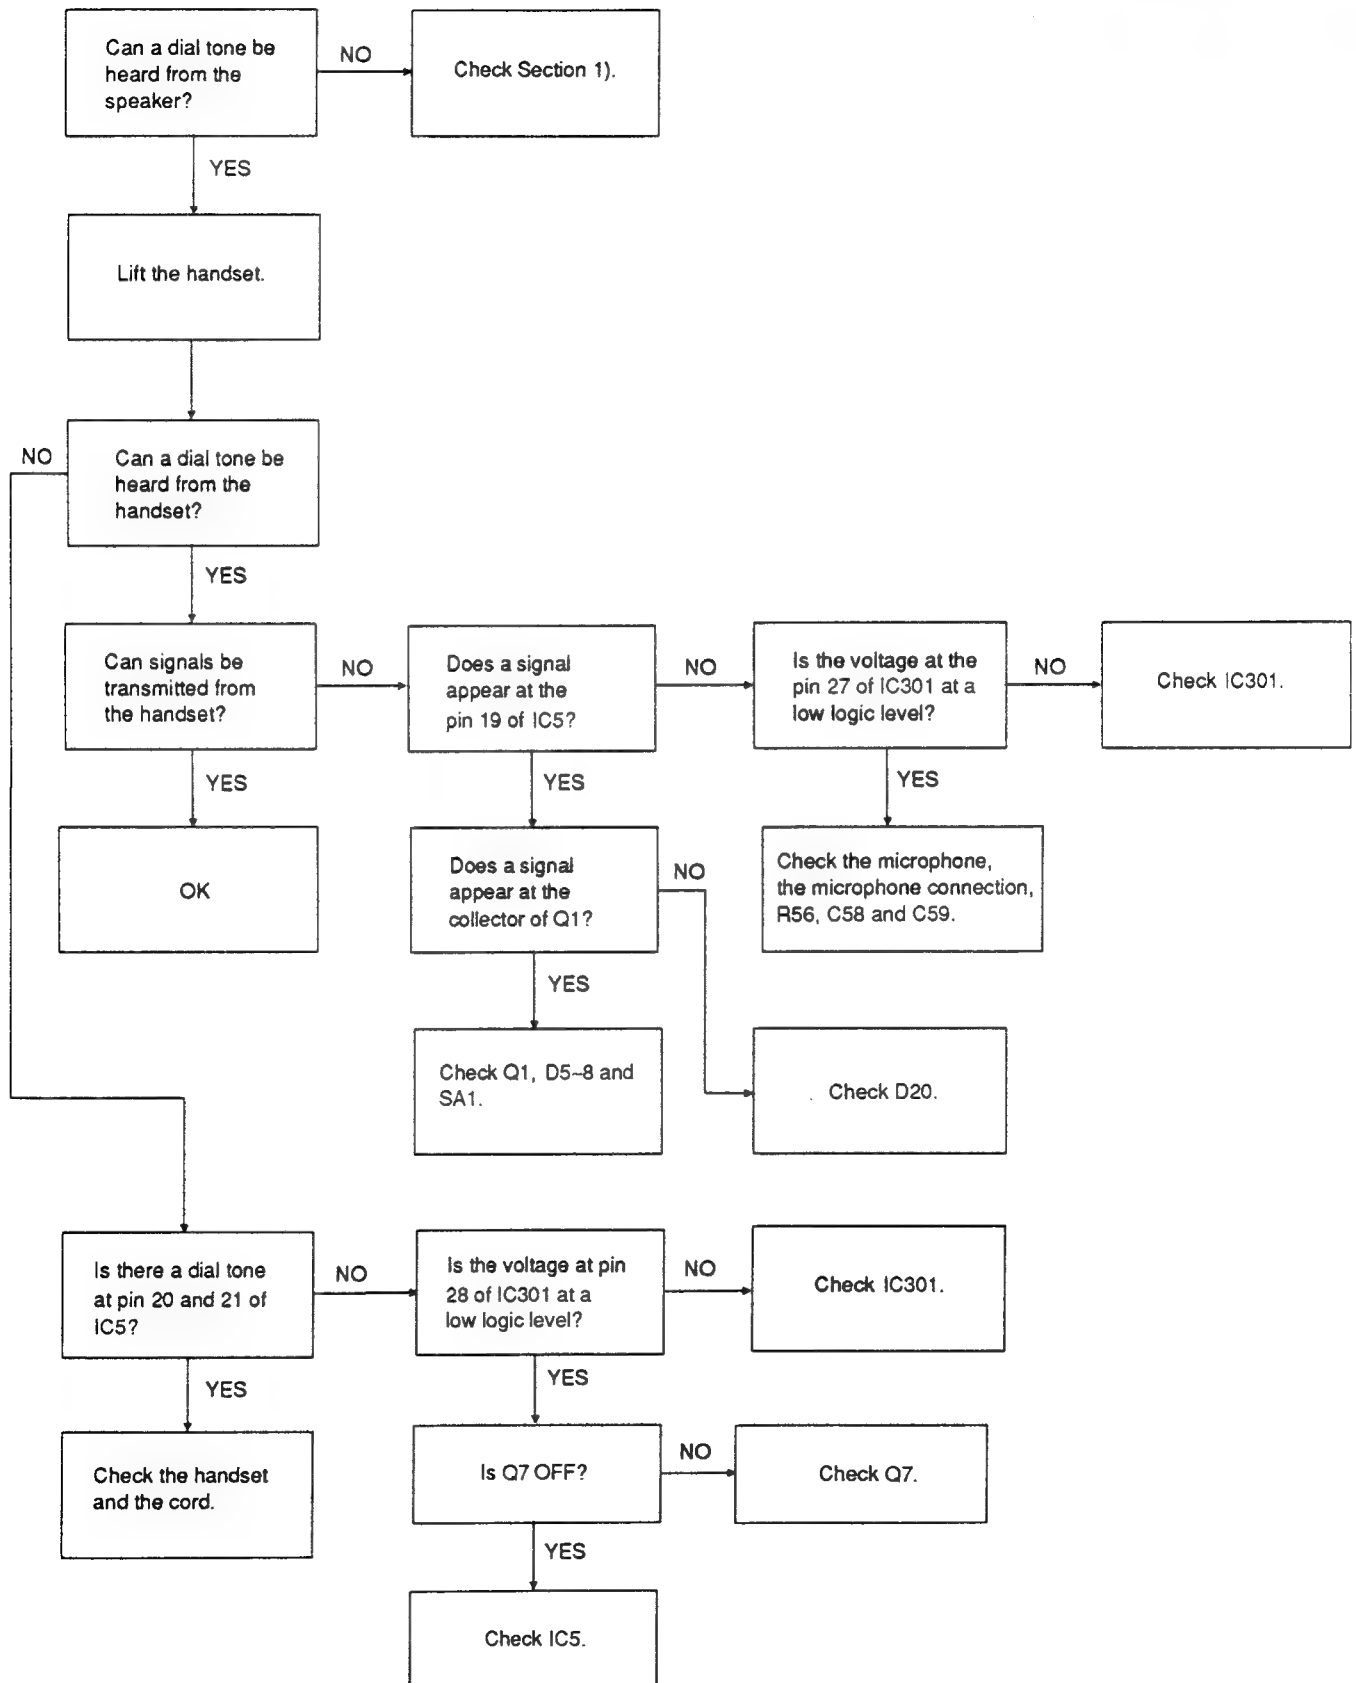 Can a dial tone be
heard from the
speaker?
NO
Check Section 1).
YES
Lift the handset.
NO
Can a dial tone be
heard from the
handset?
YES
Can signals be
transmitted from
the handset?
NO
Does a signal
appear at the
pin 19 of IC5?
NO
Is the voltage at the
pin 27 of IC301 at a
low logic level?
NO
Check IC301.
YES
YES
YES
OK
Does a signal
appear at the
collector of Q1?
NO
Check the microphone,
the microphone connection,
R56, C58 and C59.
YES
Check Q1, D5~8 and
SA1.
Check D20.
Is there a dial tone
at pin 20 and 21 of
IC5?
NO
Is the voltage at pin
28 of IC301 at a
low logic level?
NO
Check IC301.
YES
YES
Check the handset
and the cord.
Is Q7 OFF?
NO
Check Q7.
YES
Check IC5.